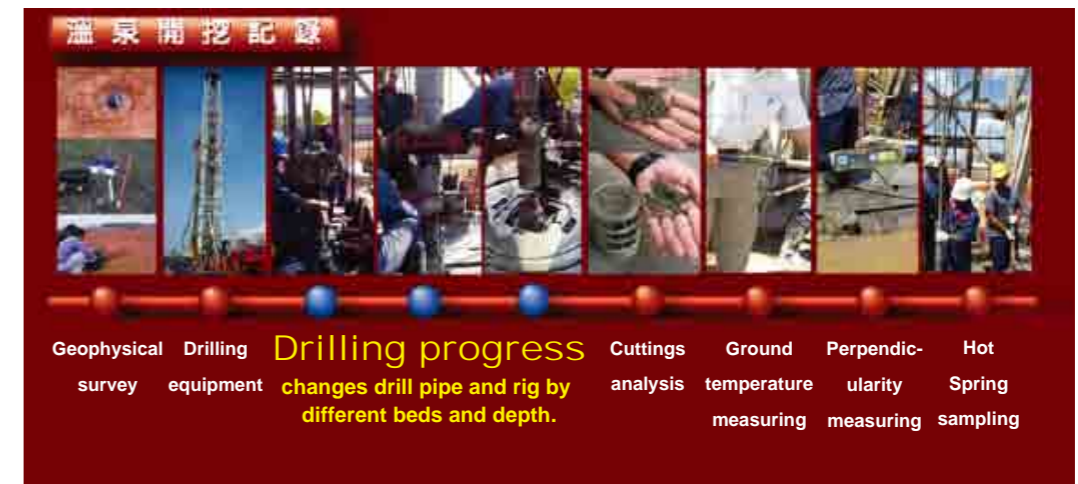 溫泉開挖記錄
Geophysical
survey
Drilling
equipment
Drilling progress
changes drill pipe and rig by
different beds and depth.
Cuttings
analysis
Ground
temperature
measuring
Perpendic-
ularity
measuring
Hot
Spring
sampling